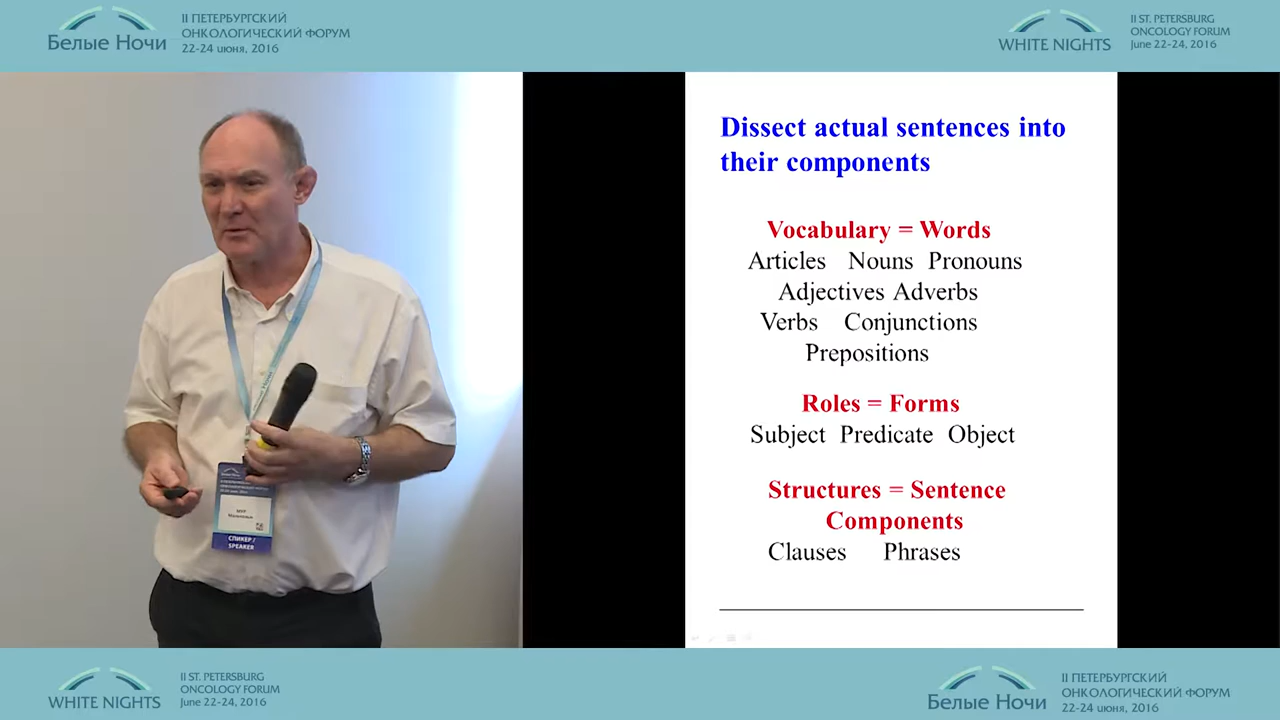 II ПЕТЕРБУРГСКИЙ
ОНКОЛОГИЧЕСКИЙ ФОРУМ
Белые Ночи
22-24 июня, 2016
WHITE NIGHTS
II ST. PETERSBURG
ONCOLOGY FORUM
June 22-24, 2016
Dissect actual sentences into
their components
Vocabulary = Words
Articles Nouns Pronouns
Adjectives Adverbs
Verbs Conjunctions
Prepositions
Roles = Forms
Subject Predicate Object
Structures = Sentence
Components
Clauses Phrases
СПИКЕР /
SPEAKER
WHITE NIGHTS
II ST. PETERSBURG
ONCOLOGY FORUM
June 22-24, 2016
Белые Ночи
II ПЕТЕРБУРГСКИЙ
ОНКОЛОГИЧЕСКИЙ ФОРУМ
22-24 июня, 2016